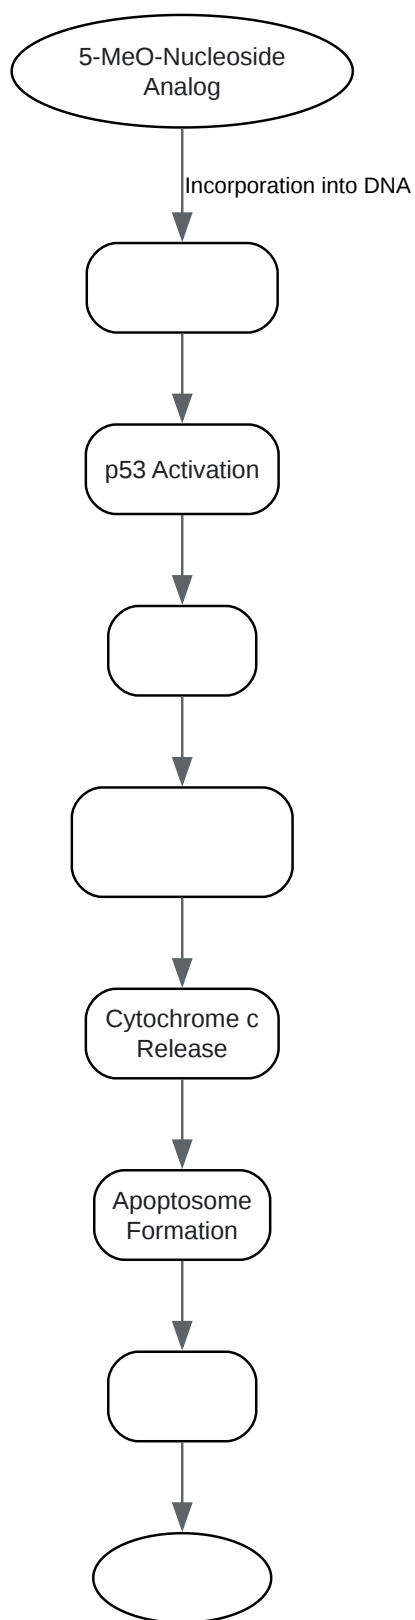 5-MeO-Nucleoside
Analog
Incorporation into DNA
p53 Activation
Cytochrome c
Release
Apoptosome
Formation